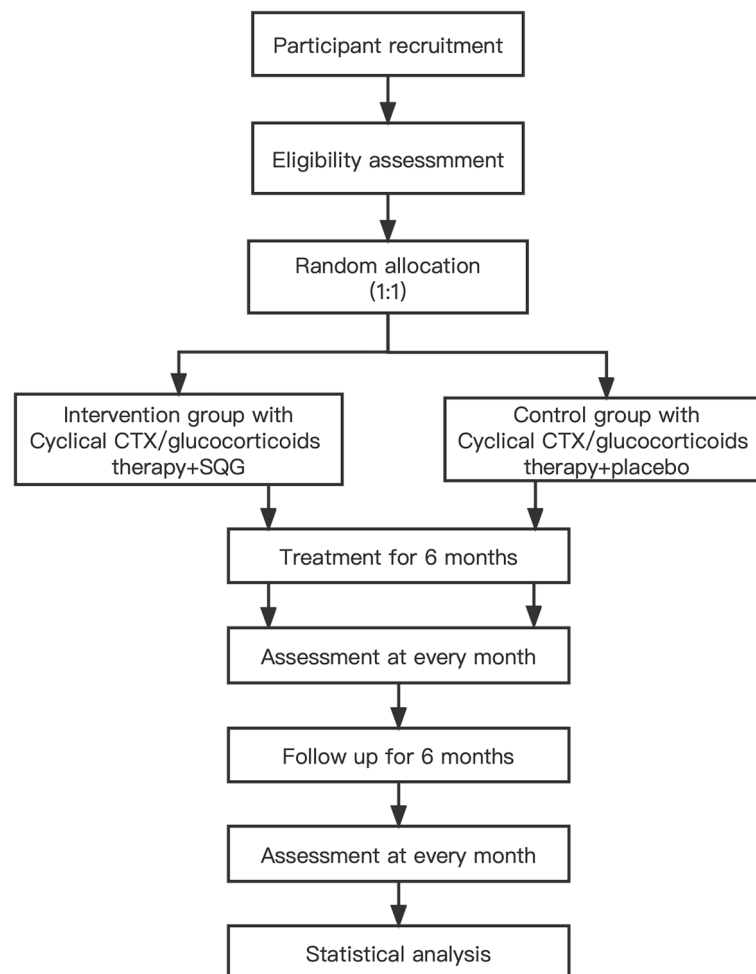 Participant recruitment
Eligibility assessmment
Random allocation
(1:1)
Intervention group with
Cyclical CTX/glucocorticoids
therapy+SQG
Control group with
Cyclical CTX/glucocorticoids
therapy+placebo
Treatment for 6 months
Assessment at every month
Follow up for 6 months
Assessment at every month
Statistical analysis